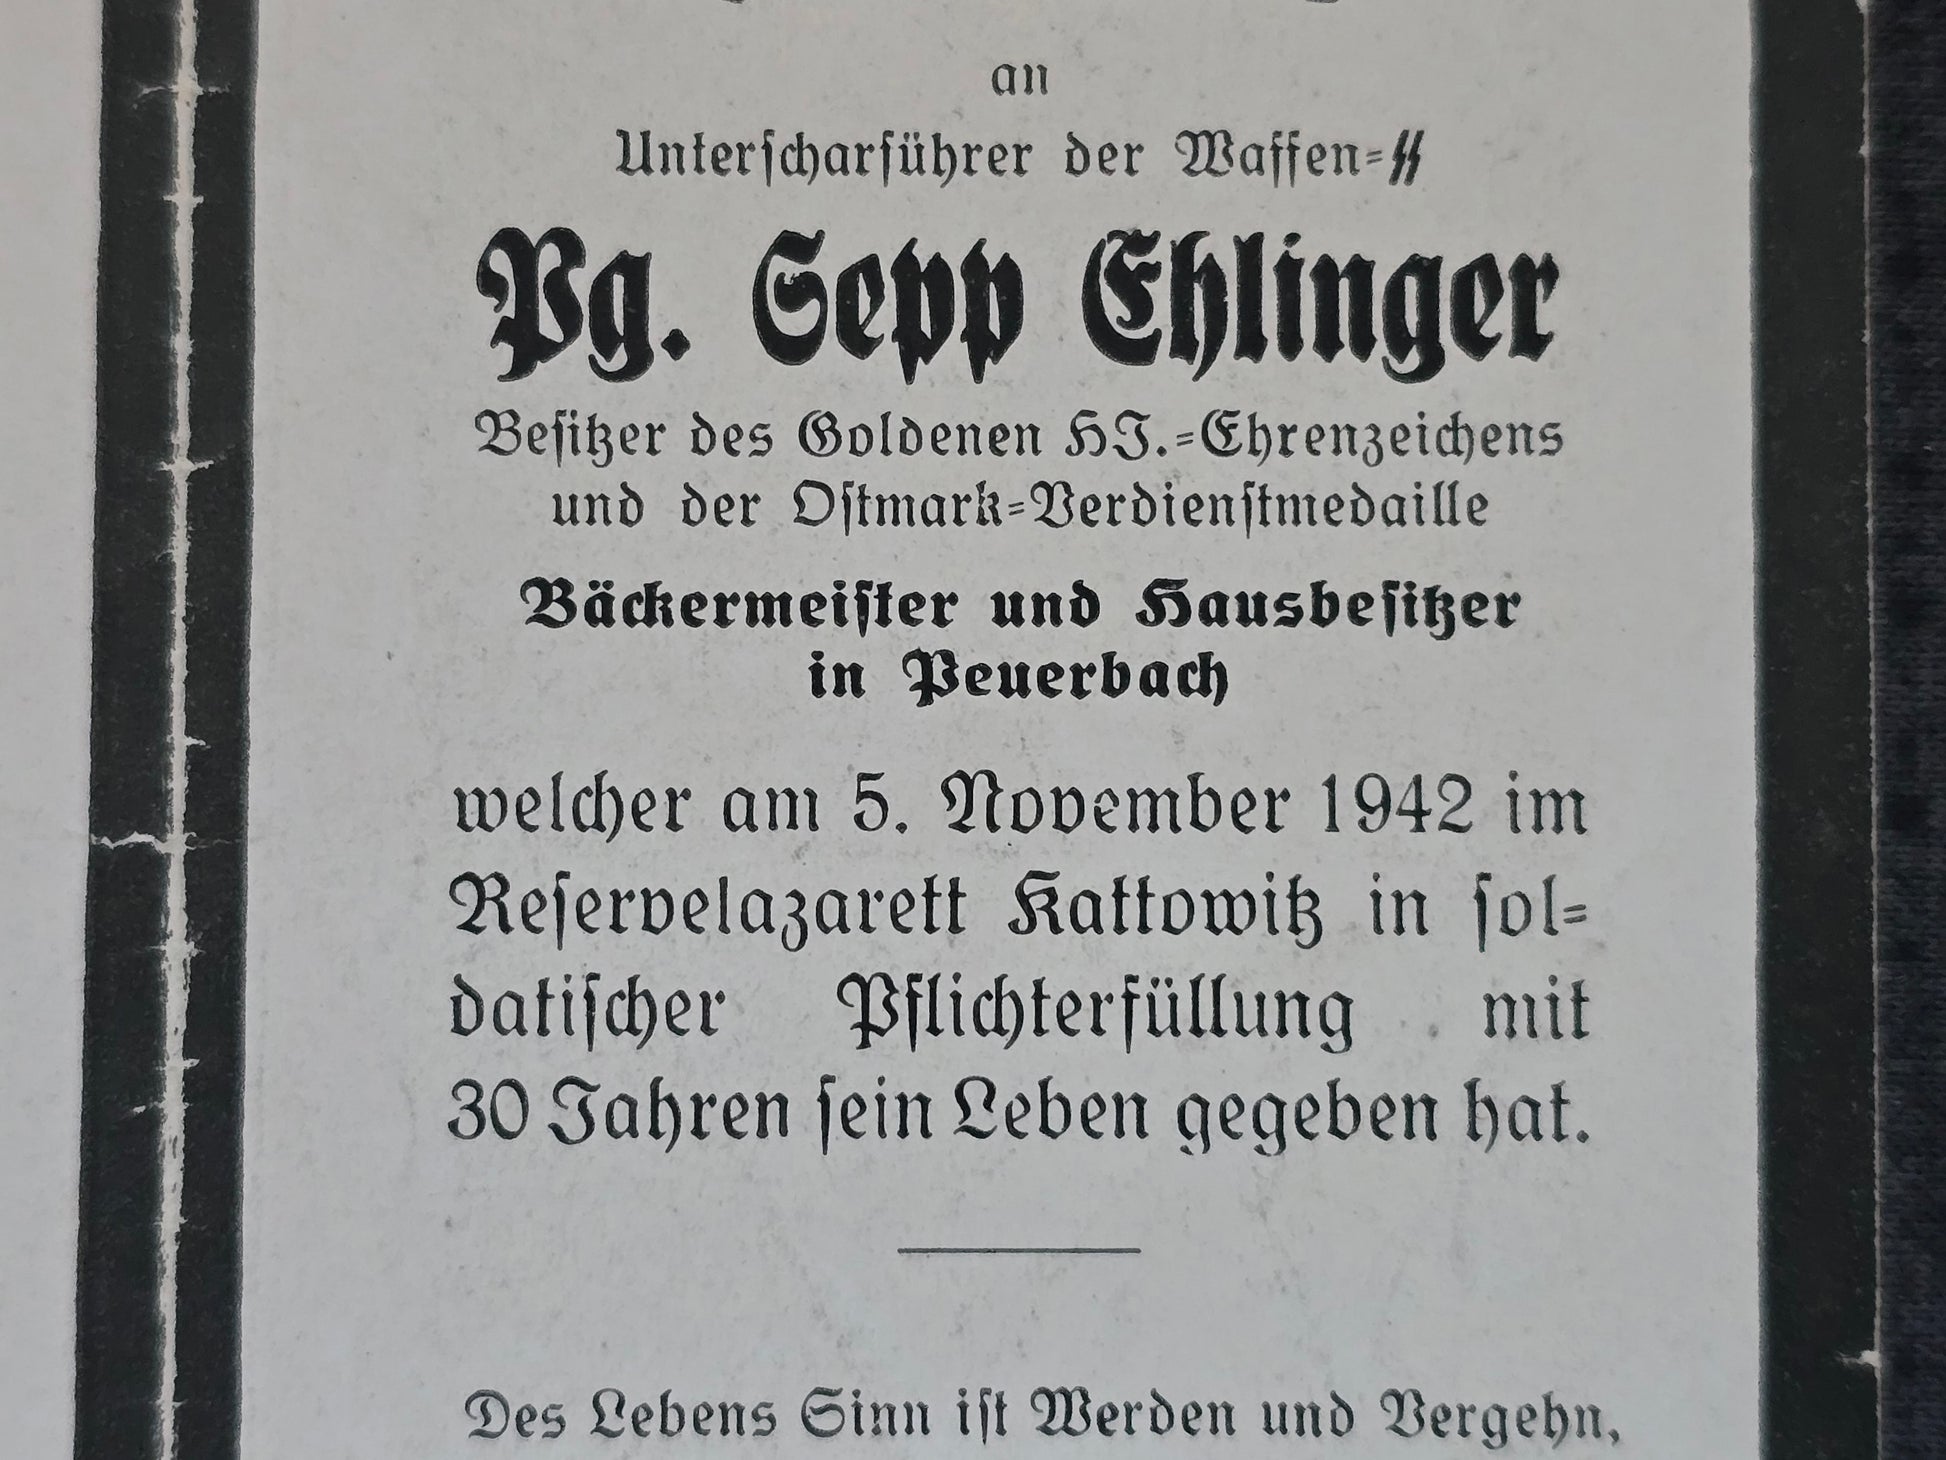 an
Unterscharführer der Waffen-SS
Pg. Sepp Ehlinger
Besitzer des Goldenen HJ.-Ehrenzeichens
und der Ostmark-Verdienstmedaille
Bäckermeister und Hausbesitzer
in Peuerbach
welcher am 5. November 1942 im
Reservelazarett Kattowitz in sol-
datischer Pflichterfüllung mit
30 Jahren sein Leben gegeben hat.
Des Lebens Sinn ist Werden und Vergehn,